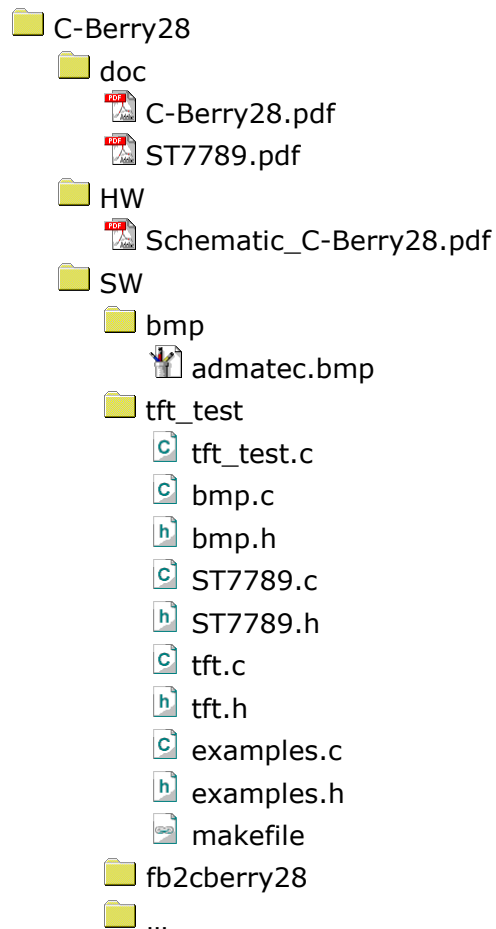 C-Berry28
doc
C-Berry28.pdf
ST7789.pdf
HW
Schematic_C-Berry28.pdf
SW
bmp
admatec.bmp
tft_test
tft_test.c
bmp.c
bmp.h
ST7789.c
ST7789.h
tft.c
tft.h
examples.c
examples.h
makefile
fb2cberry28
...